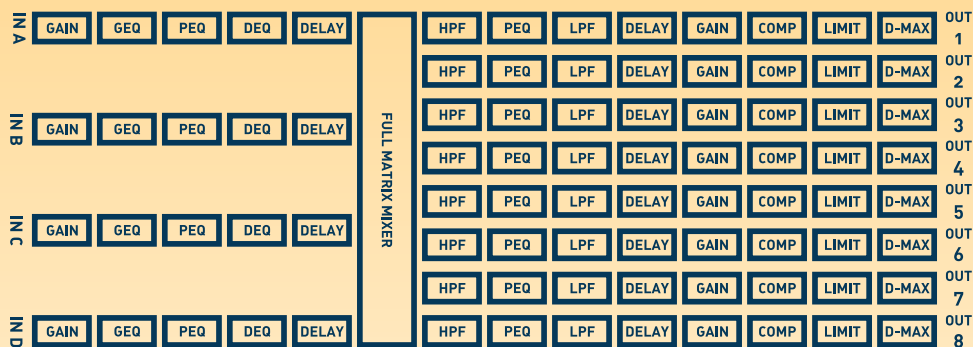 IN A GAIN GEQ PEQ DEQ DELAY HPF PEQ LPF DELAY GAIN COMP LIMIT D-MAX OUT 1
HPF PEQ LPF DELAY GAIN COMP LIMIT D-MAX OUT 2
IN B GAIN GEQ PEQ DEQ DELAY HPF PEQ LPF DELAY GAIN COMP LIMIT D-MAX OUT 3
FULL MATRIX MIXER
HPF PEQ LPF DELAY GAIN COMP LIMIT D-MAX OUT 4
HPF PEQ LPF DELAY GAIN COMP LIMIT D-MAX OUT 5
IN C GAIN GEQ PEQ DEQ DELAY HPF PEQ LPF DELAY GAIN COMP LIMIT D-MAX OUT 6
HPF PEQ LPF DELAY GAIN COMP LIMIT D-MAX OUT 7
IN D GAIN GEQ PEQ DEQ DELAY HPF PEQ LPF DELAY GAIN COMP LIMIT D-MAX OUT 8